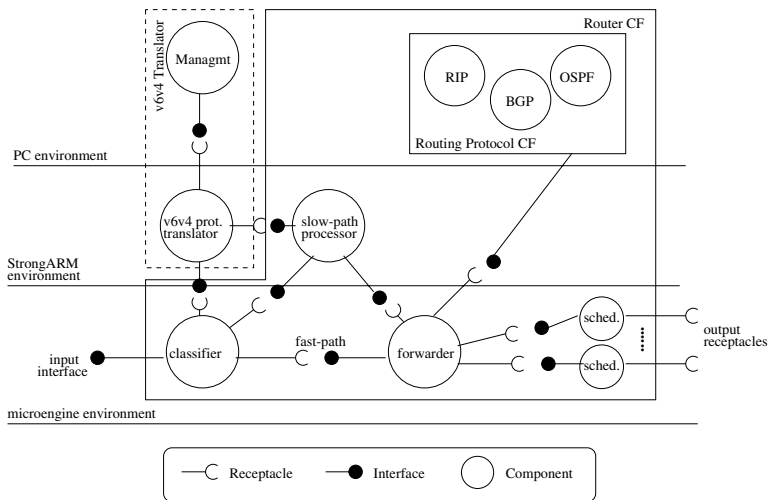 Router CF
v6v4 Translator
Managmt
RIP
BGP
OSPF
Routing Protocol CF
PC environment
v6v4 prot.
translator
slow-path
processor
StrongARM
environment
sched.
classifier
fast-path
forwarder
output
receptacles
input
interface
sched.
microengine environment
Receptacle
Interface
Component